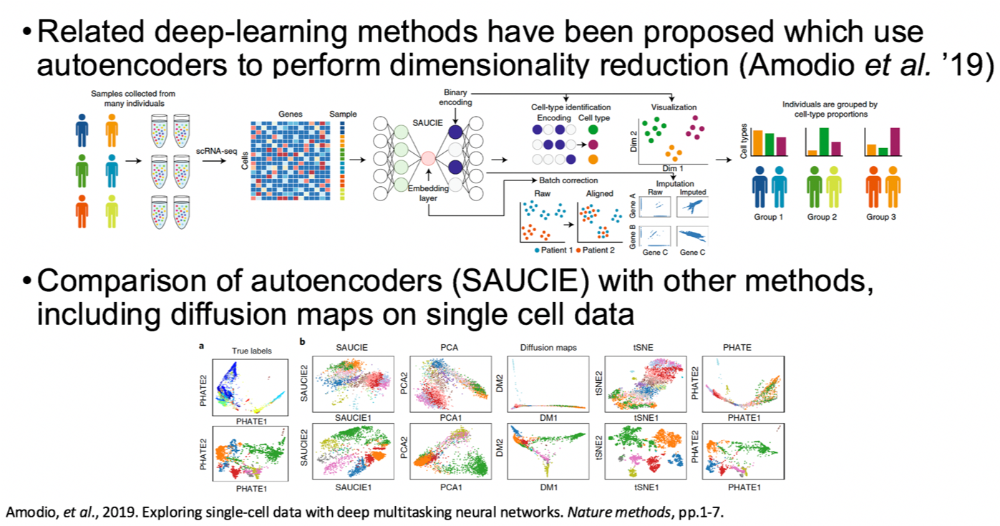 •Related deep-learning methods have been proposed which use
autoencoders to perform dimensionality reduction (Amodio et al. ’19)
Samples collected from
many individuals
scRNA-seq
Genes
Sample
Cells
SAUCIE
Binary
encoding
Embedding
layer
Cell-type identification
Encoding
Cell type
Visualization
Dim 2
Dim 1
Batch correction
Raw
Aligned
Patient 1
Patient 2
Imputation
Raw
Imputed
Gene A
Gene B
Gene C
Gene C
Individuals are grouped by
cell-type proportions
Cell types
Group 1
Group 2
Group 3
•Comparison of autoencoders (SAUCIE) with other methods,
including diffusion maps on single cell data
a
True labels
PHATE2
PHATE1
PHATE2
PHATE1
b
SAUCIE
PCA
Diffusion maps
tSNE
PHATE
SAUCIE2
SAUCIE1
PCA2
PCA1
DM2
DM1
tSNE2
tSNE1
PHATE2
PHATE1
SAUCIE2
SAUCIE1
PCA2
PCA1
DM2
DM1
tSNE2
tSNE1
PHATE2
PHATE1
Amodio, et al., 2019. Exploring single-cell data with deep multitasking neural networks. Nature methods, pp.1-7.